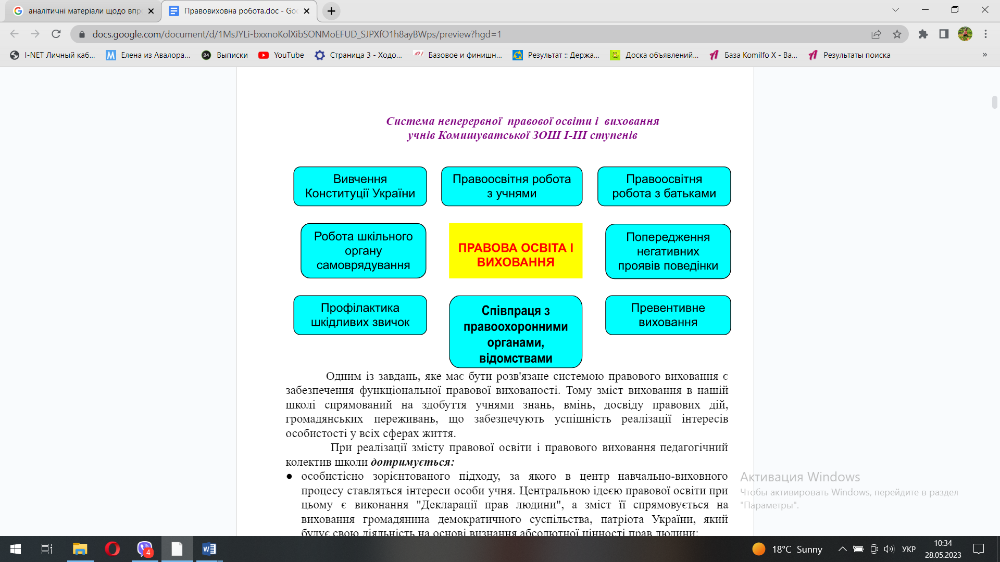 аналітичні матеріали щодо впр
Правовиховна робота.doc - Goo
docs.google.com/document/d/1MsJYLi-bxxnoKolXibSONMoEFUD_SJPXfO1h8ayBWps/preview?hgd=1
I-NET Личный каб...
Елена из Авалора...
Выписки
YouTube
Страница 3 - Ходо...
Базовое и финишн...
Результат :: Держа...
Доска объявлений...
База Komilfo X - Ва...
Результаты поиска
»
Система неперервної правової освіти і виховання
учнів Комишуватської ЗОШ І-ІІІ ступенів
Вивчення
Конституції України
Правоосвітня робота
з учнями
Правоосвітня
робота з батьками
Робота шкільного
органу
самоврядування
ПРАВОВА ОСВІТА І
ВИХОВАННЯ
Попередження
негативних
проявів поведінки
Профілактика
шкідливих звичок
Співпраця з
правоохоронними
органами,
відомствами
Превентивне
виховання
Одним із завдань, яке має бути розв'язане системою правового виховання є
забезпечення функціональної правової вихованості. Тому зміст виховання в нашій
школі спрямований на здобуття учнями знань, вмінь, досвіду правових дій,
громадянських переживань, що забезпечують успішність реалізації інтересів
особистості у всіх сферах життя.
При реалізації змісту правової освіти і правового виховання педагогічний
колектив школи дотримується:
● особистісно зорієнтованого підходу, за якого в центр навчально-виховного
процесу ставляться інтереси особи учня. Центральною ідеєю правової освіти при
цьому є виконання "Декларації прав людини", а зміст її спрямовується на
виховання громадянина демократичного суспільства, патріота України, який
будує свою діяльність на основі визнання абсолютної цінності прав людини;
Активация Windows
Чтобы активировать Windows, перейдите в раздел
"Параметры".
24
4
18°C Sunny
УКР
10:34
28.05.2023